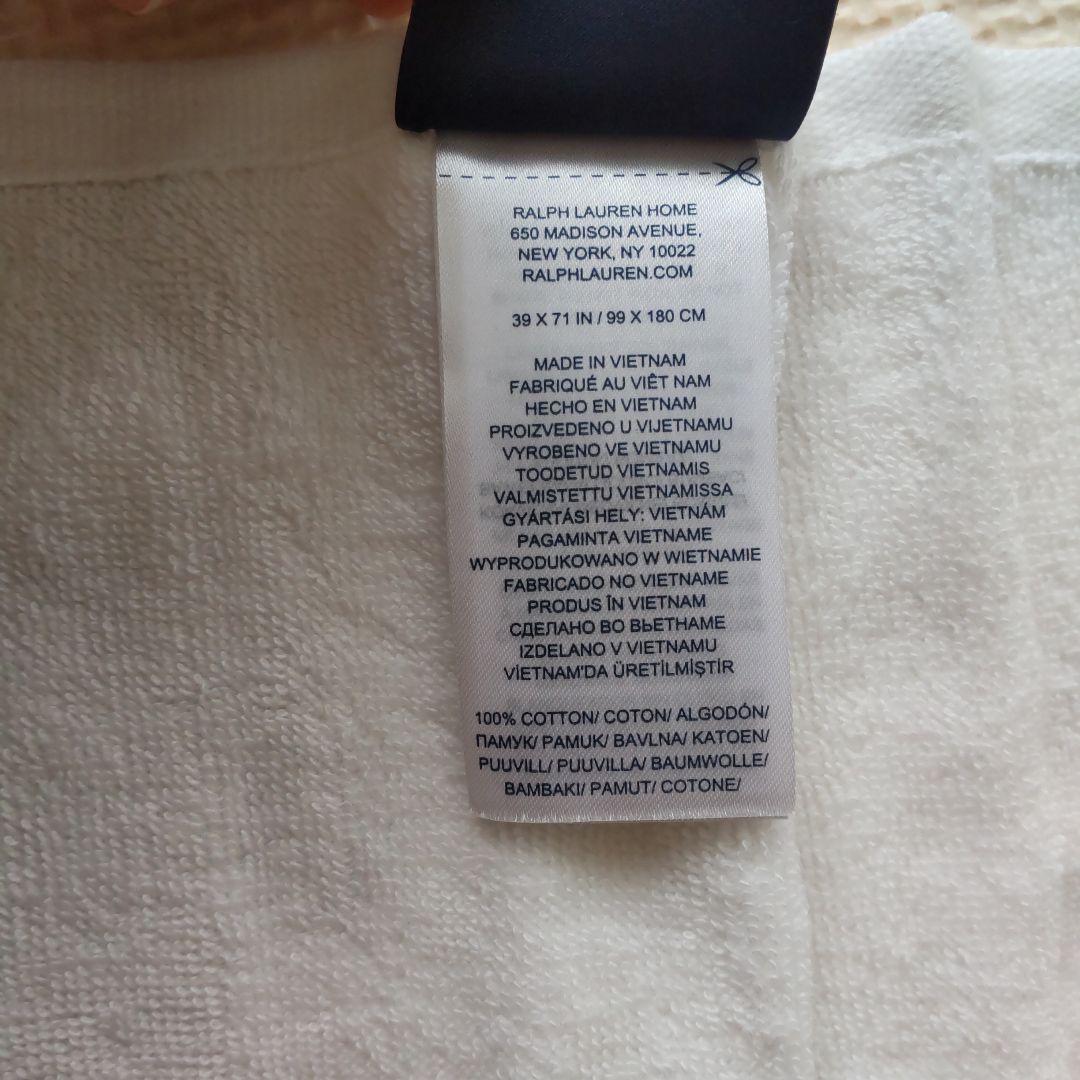 RALPH LAUREN HOME
650 MADISON AVENUE,
NEW YORK, NY 10022
RALPHLAUREN.COM
39 X 71 IN / 99 X 180 CM
MADE IN VIETNAM
FABRIQUÉ AU VIÊT NAM
HECHO EN VIETNAM
PROIZVEDENO U VIJETNAMU
VYROBENO VE VIETNAMU
TOODETUD VIETNAMIS
VALMISTETTU VIETNAMISSA
GYÁRTÁSI HELY: VIETNÁM
PAGAMINTA VIETNAME
WYPRODUKOWANO W WIETNAMIE
FABRICADO NO VIETNAME
PRODUS ÎN VIETNAM
СДЕЛАНО ВО ВЬЕТНАМЕ
IZDELANO V VIETNAMU
VİETNAM'DA ÜRETİLMİŞTİR
100% COTTON/ COTON/ ALGODÓN/
ПАМУК/ PAMUK/ BAVLNA/ KATOEN/
PUUVILL/ PUUVILLA/ BAUMWOLLE/
BAMBAKI/ PAMUT/ COTONE/